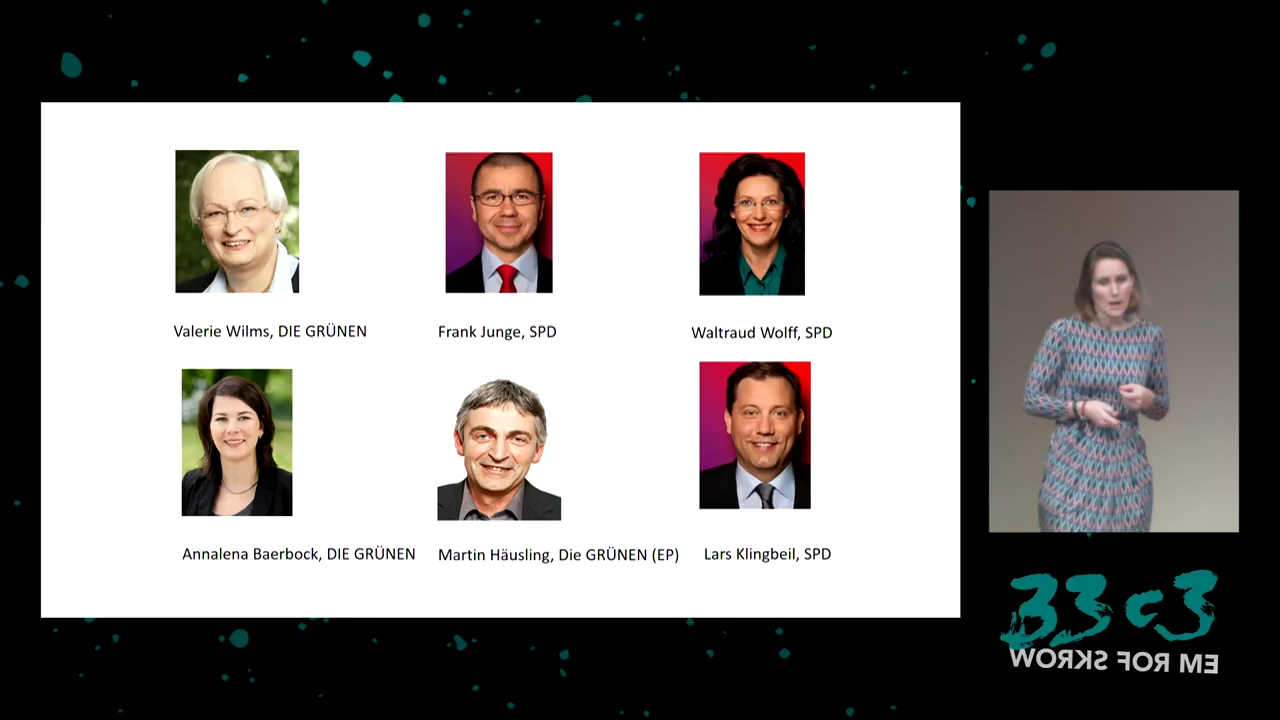 Valerie Wilms, DIE GRÜNEN
Frank Junge, SPD
Waltraud Wolff, SPD
Annalena Baerbock, DIE GRÜNEN
Martin Häusling, Die GRÜNEN (EP)
Lars Klingbeil, SPD
33c3
WORKS FOR ME